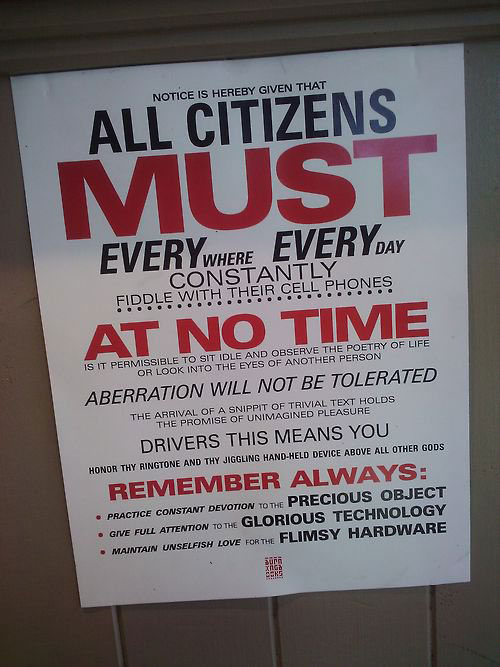 NOTICE IS HEREBY GIVEN THAT
ALL CITIZENS
MUST
EVERYWHERE EVERYDAY
CONSTANTLY
FIDDLE WITH THEIR CELL PHONES
AT NO TIME
IS IT PERMISSIBLE TO SIT IDLE AND OBSERVE THE POETRY OF LIFE
OR LOOK INTO THE EYES OF ANOTHER PERSON
ABERRATION WILL NOT BE TOLERATED
THE ARRIVAL OF A SNIPPIT OF TRIVIAL TEXT HOLDS
THE PROMISE OF UNIMAGINED PLEASURE
DRIVERS THIS MEANS YOU
HONOR THY RINGTONE AND THY JIGGLING HAND-HELD DEVICE ABOVE ALL OTHER GODS
REMEMBER ALWAYS:
• PRACTICE CONSTANT DEVOTION TO THE PRECIOUS OBJECT
• GIVE FULL ATTENTION TO THE GLORIOUS TECHNOLOGY
• MAINTAIN UNSELFISH LOVE FOR THE FLIMSY HARDWARE